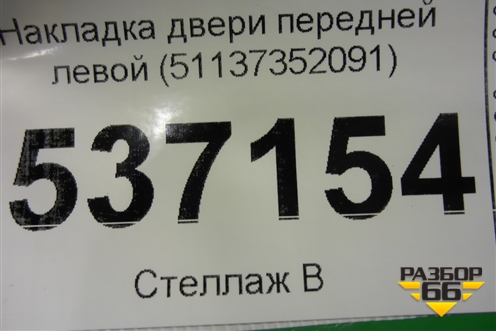 Накладка двери передней
левой (51137352091)
537154
Стеллаж В
РАЗБОР
66